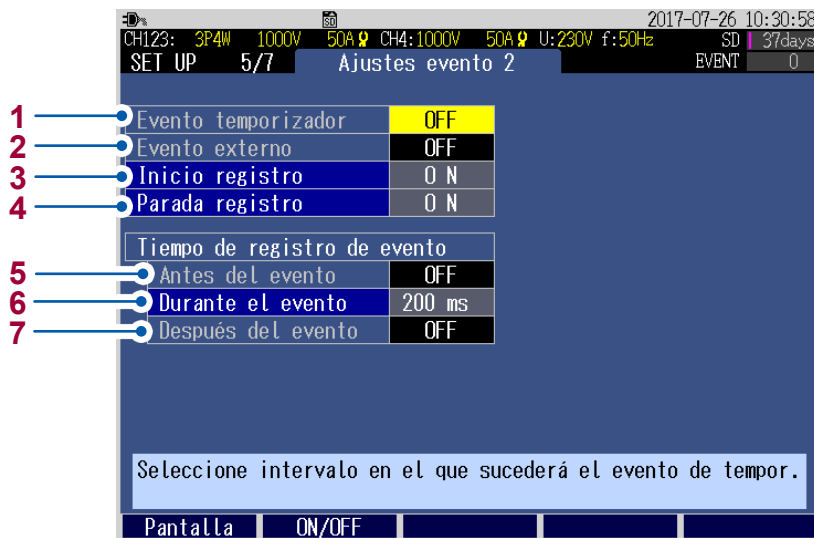 SD 2017-07-26 10:30:58
CH123: 3P4W 1000V 50A CH4:1000V 50A U:230V f:50Hz SD 37days
SET UP 5/7 Ajustes evento 2 EVENT 0
1 Evento temporizador OFF
2 Evento externo OFF
3 Inicio registro O N
4 Parada registro O N
Tiempo de registro de evento
5 Antes del evento OFF
6 Durante el evento 200 ms
7 Después del evento OFF
Seleccione intervalo en el que sucederá el evento de tempor.
Pantalla ON/OFF